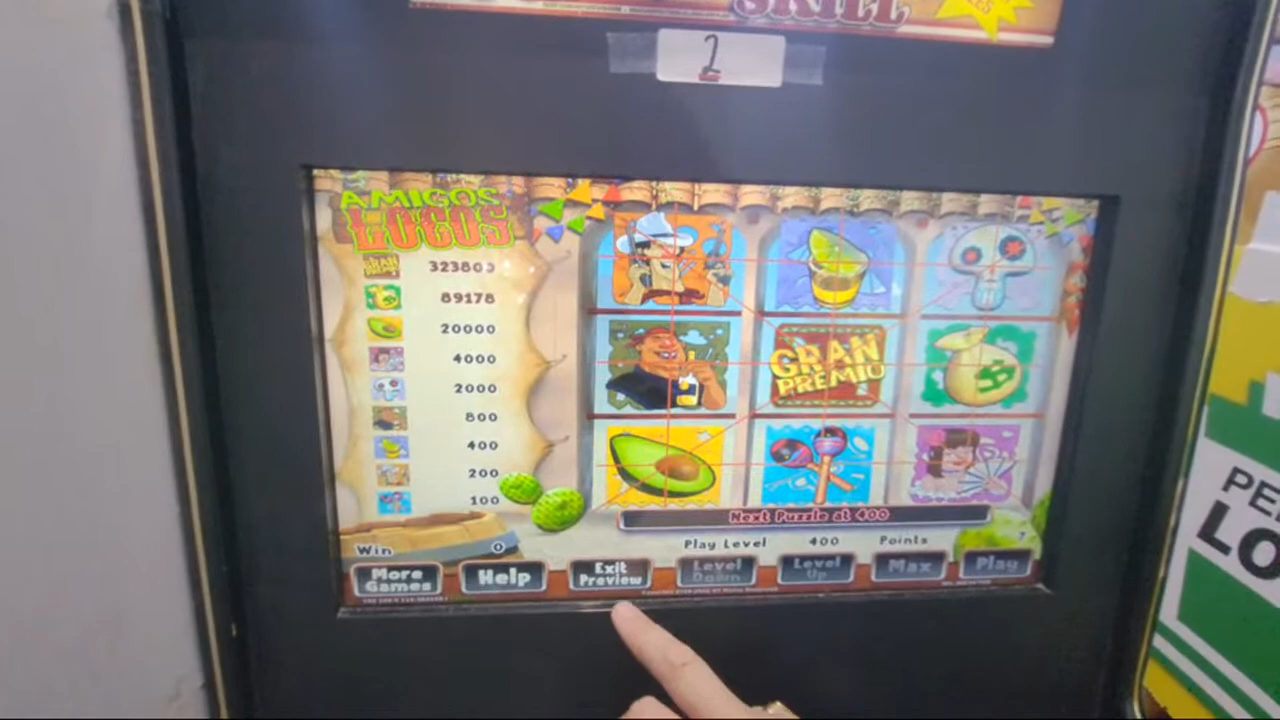 SKILL
2
AMIGOS
LOCOS
GRAN
PREMIO
323803
89178
20000
4000
2000
800
400
200
100
GRAN
PREMIO
Next Puzzle at 400
Win 0
Play Level 400 Points
More
Games
Help
Exit
Preview
Level
Down
Level
Up
Max
Play
PE
LO